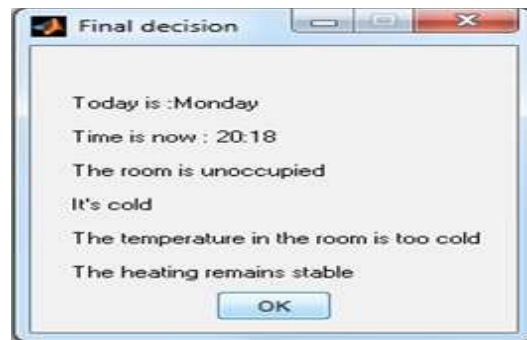 Final decision
Today is :Monday
Time is now : 20:18
The room is unoccupied
It's cold
The temperature in the room is too cold
The heating remains stable
OK